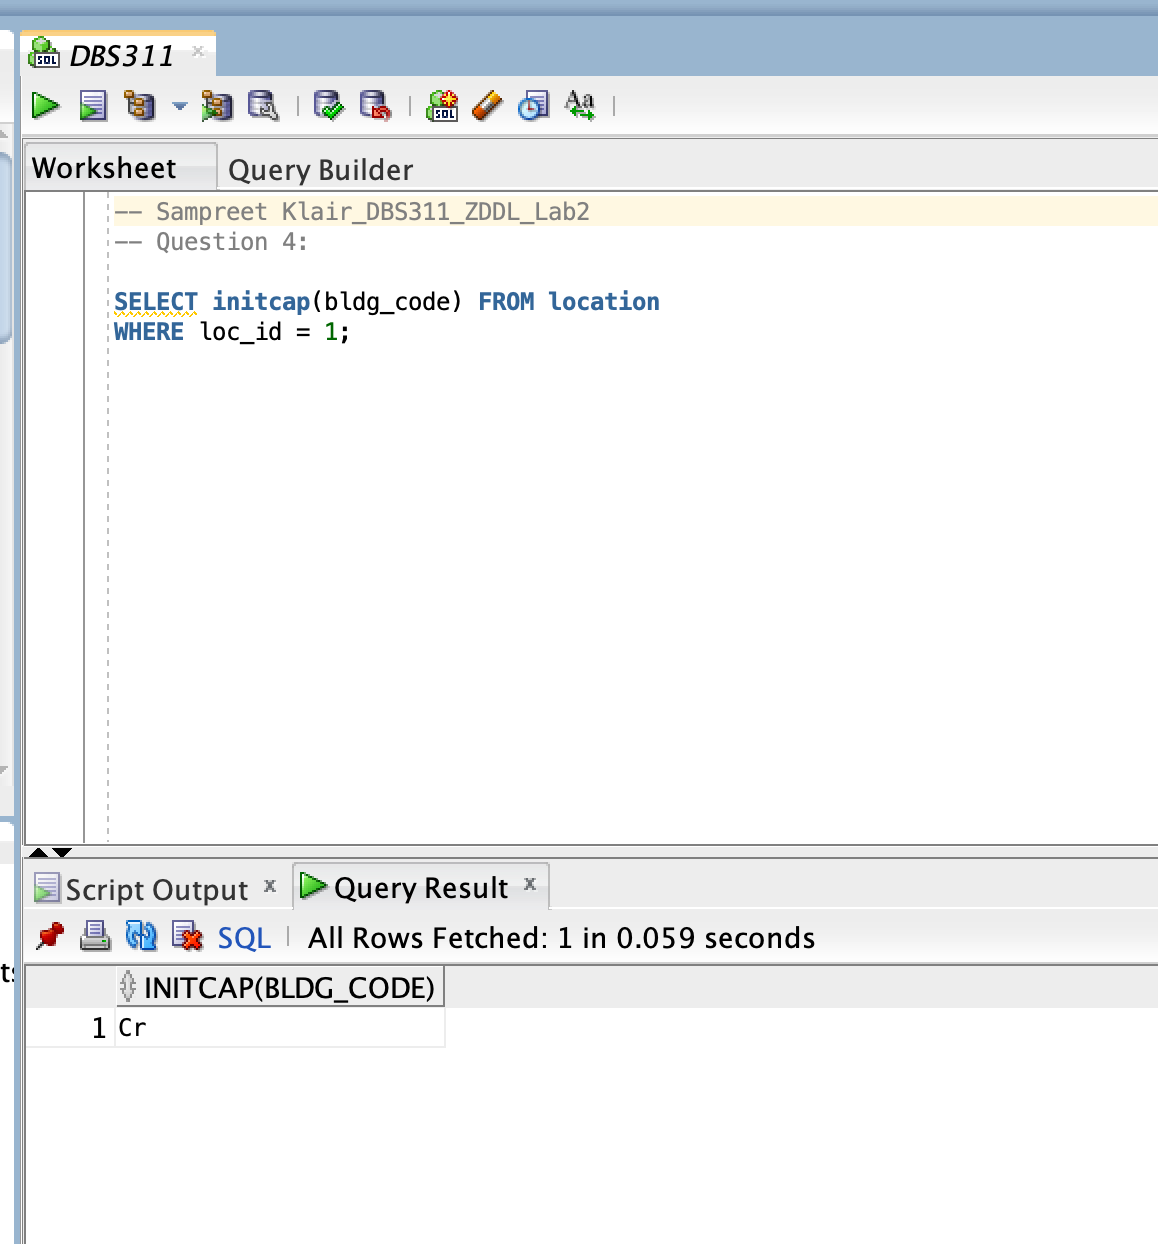 DBS311
Worksheet Query Builder
-- Sampreet Klair_DBS311_ZDDL_Lab2
-- Question 4:
SELECT initcap(bldg_code) FROM location
WHERE loc_id = 1;
Script Output Query Result
SQL All Rows Fetched: 1 in 0.059 seconds
INITCAP(BLDG_CODE)
1 Cr